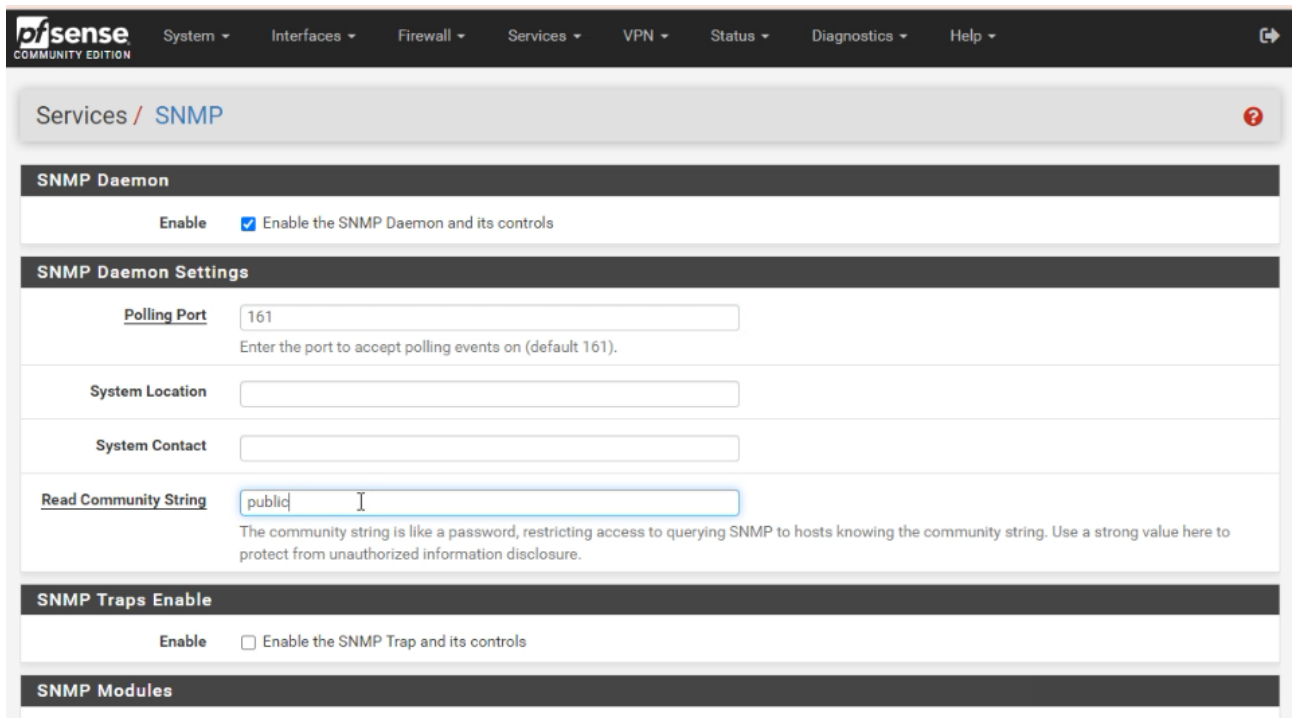 pfsense System Interfaces Firewall Services VPN Status Diagnostics Help
COMMUNITY EDITION
Services / SNMP
SNMP Daemon
Enable Enable the SNMP Daemon and its controls
SNMP Daemon Settings
Polling Port 161
Enter the port to accept polling events on (default 161).
System Location
System Contact
Read Community String public
The community string is like a password, restricting access to querying SNMP to hosts knowing the community string. Use a strong value here to
protect from unauthorized information disclosure.
SNMP Traps Enable
Enable Enable the SNMP Trap and its controls
SNMP Modules